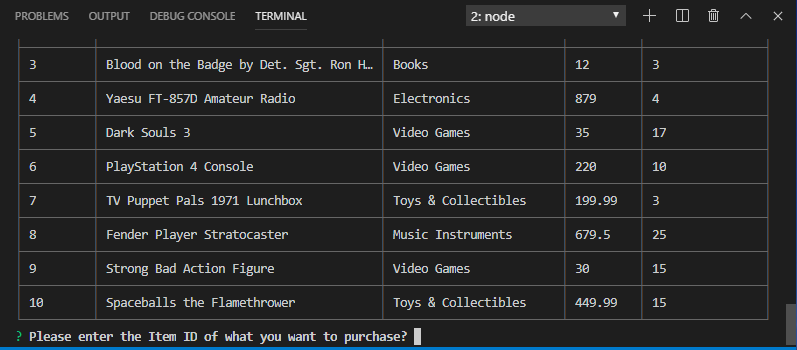 PROBLEMS OUTPUT DEBUG CONSOLE TERMINAL 2: node
3 Blood on the Badge by Det. Sgt. Ron H… Books 12 3
4 Yaesu FT-857D Amateur Radio Electronics 879 4
5 Dark Souls 3 Video Games 35 17
6 PlayStation 4 Console Video Games 220 10
7 TV Puppet Pals 1971 Lunchbox Toys & Collectibles 199.99 3
8 Fender Player Stratocaster Music Instruments 679.5 25
9 Strong Bad Action Figure Video Games 30 15
10 Spaceballs the Flamethrower Toys & Collectibles 449.99 15
? Please enter the Item ID of what you want to purchase?